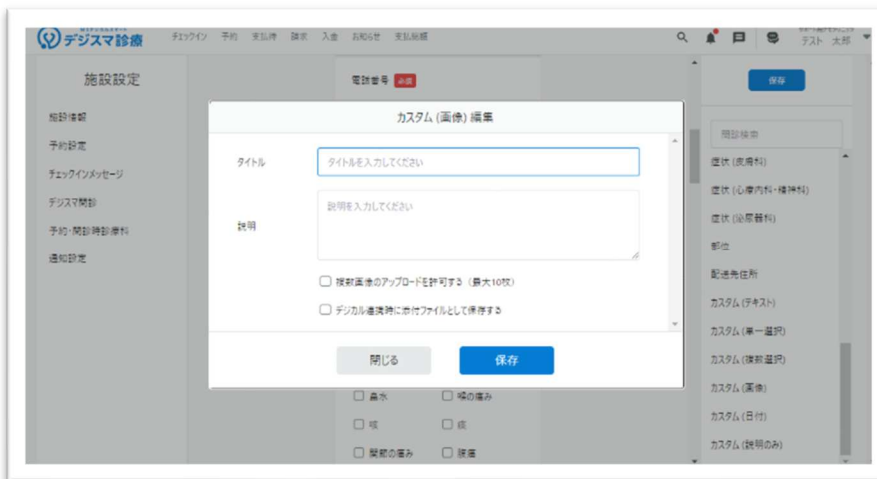 デジスマ診療
チェックイン 予約 支払待 請求 入金 お知らせ 支払総額
テスト 太郎
施設設定
施設情報
予約設定
チェックインメッセージ
デジスマ問診
予約・問診時診療科
通知設定
電話番号 必須
カスタム (画像) 編集
タイトル
タイトルを入力してください
説明
説明を入力してください
複数画像のアップロードを許可する（最大10枚）
デジカル連携時に添付ファイルとして保存する
閉じる 保存
鼻水 喉の痛み
咳 痰
関節の痛み 腹痛
保存
問診検索
症状 (皮膚科)
症状 (心療内科・精神科)
症状 (泌尿器科)
部位
配送先住所
カスタム (テキスト)
カスタム (単一選択)
カスタム (複数選択)
カスタム (画像)
カスタム (日付)
カスタム (説明のみ)